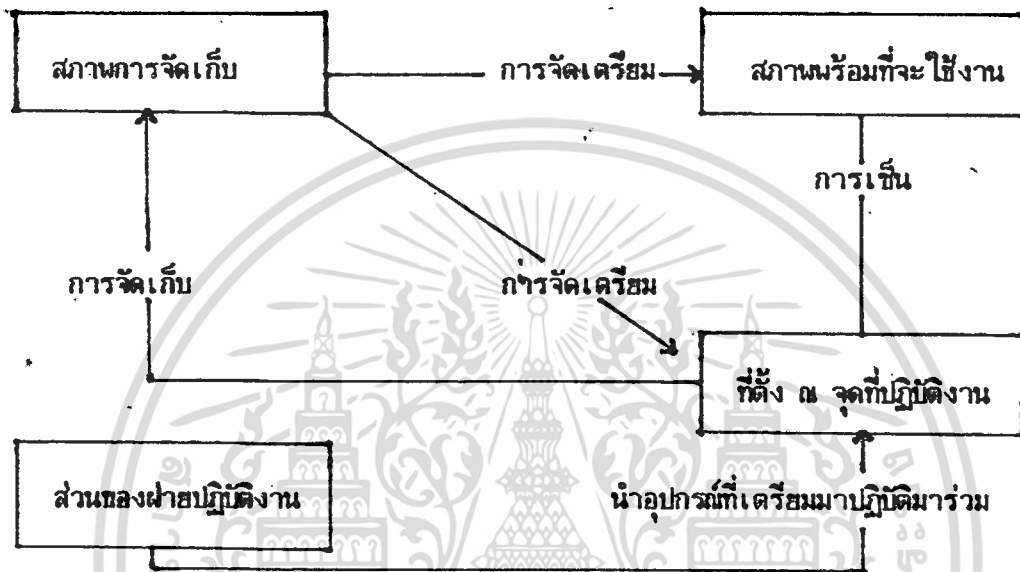 สภาพการจัดเก็บ
การจัดเตรียม
สภาพพร้อมที่จะใช้งาน
การเข็น
การจัดเก็บ
การจัดเตรียม
ที่ตั้ง ณ จุดที่ปฏิบัติงาน
ส่วนของฝ่ายปฏิบัติงาน
นำอุปกรณ์ที่เตรียมมาปฏิบัติมาร่วม